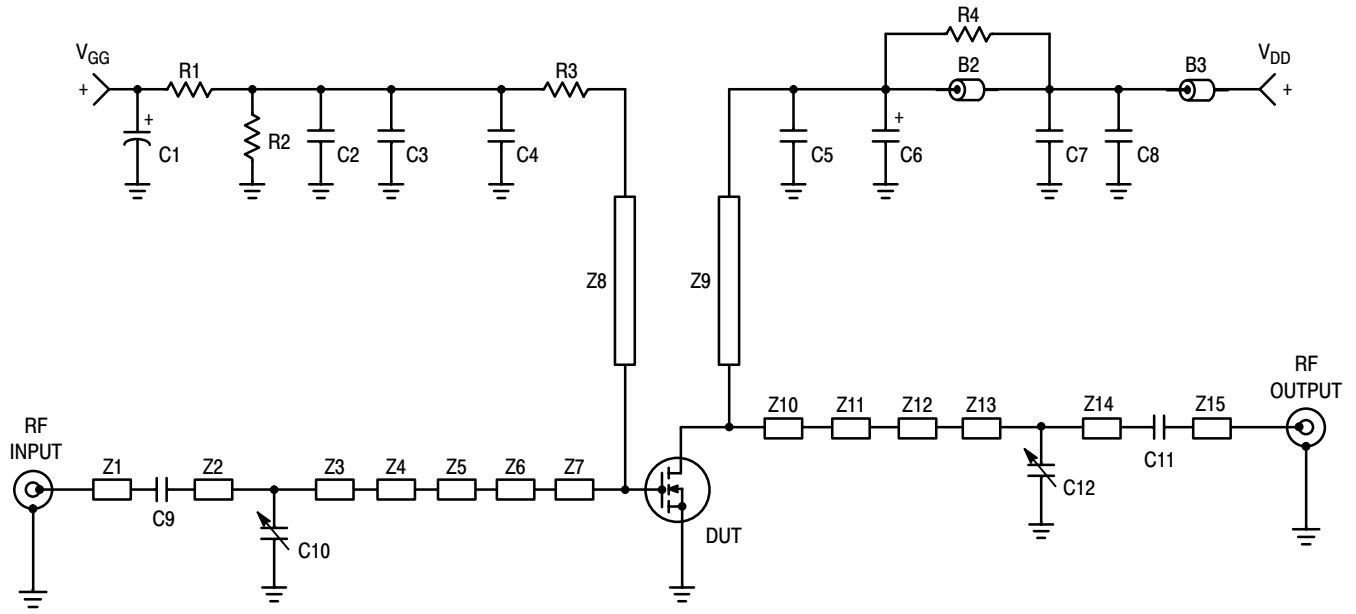 R4
V_GG
R1
R3
B2
B3
V_DD
+
+
+
+
C1
R2
C2
C3
C4
C5
C6
C7
C8
Z8
Z9
RF
OUTPUT
Z10
Z11
Z12
Z13
Z14
Z15
C11
RF
INPUT
Z1
Z2
Z3
Z4
Z5
Z6
Z7
C9
C12
C10
DUT